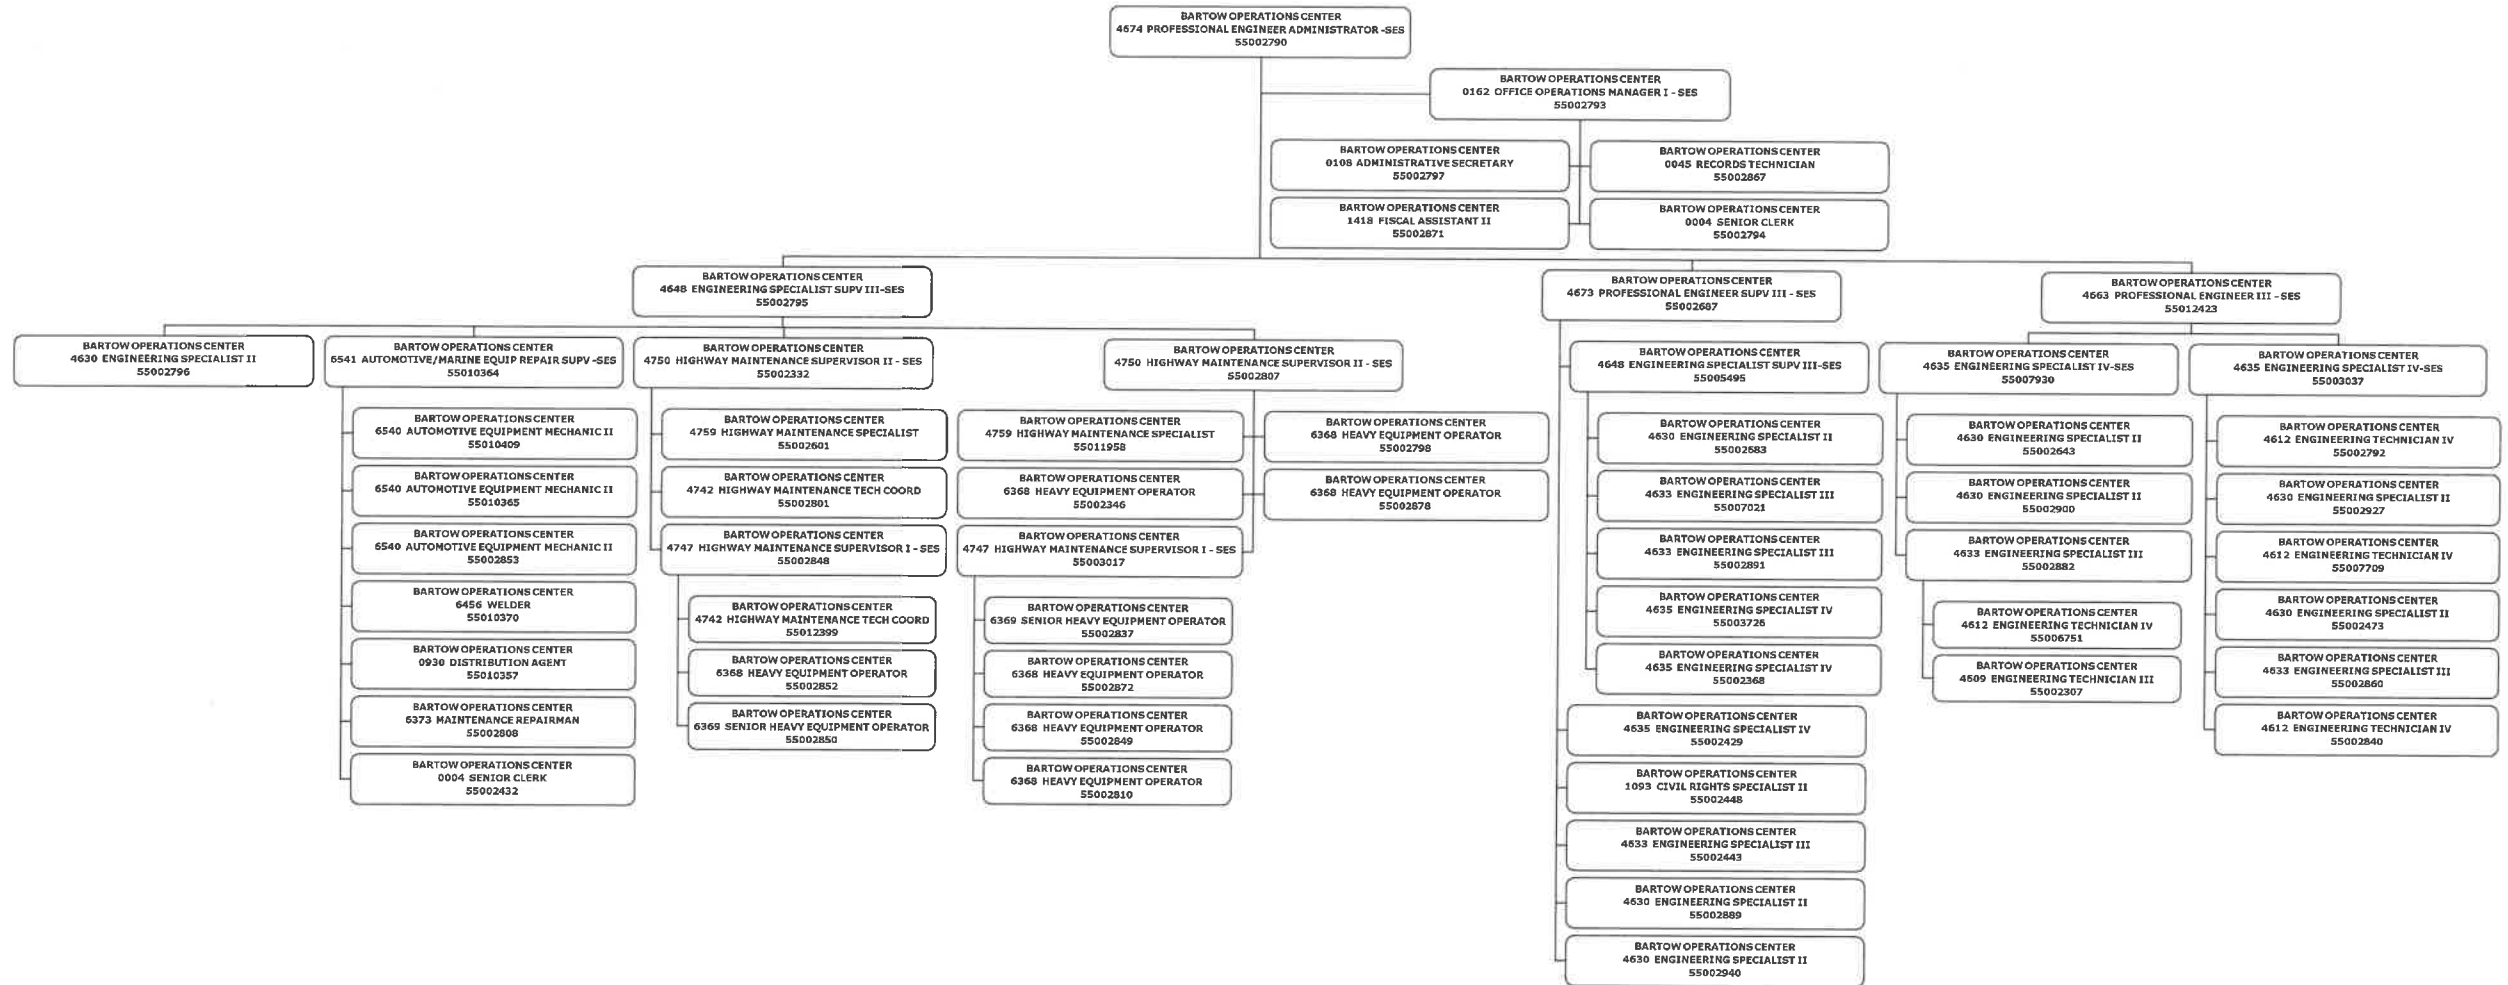 BARTOW OPERATIONS CENTER
4674 PROFESSIONAL ENGINEER ADMINISTRATOR -SES
55002790
BARTOW OPERATIONS CENTER
0162 OFFICE OPERATIONS MANAGER I - SES
55002793
BARTOW OPERATIONS CENTER
0108 ADMINISTRATIVE SECRETARY
55002797
BARTOW OPERATIONS CENTER
0045 RECORDS TECHNICIAN
55002867
BARTOW OPERATIONS CENTER
1418 FISCAL ASSISTANT II
55002871
BARTOW OPERATIONS CENTER
0004 SENIOR CLERK
55002794
BARTOW OPERATIONS CENTER
4648 ENGINEERING SPECIALIST SUPV III-SES
55002795
BARTOW OPERATIONS CENTER
4630 ENGINEERING SPECIALIST II
55002796
BARTOW OPERATIONS CENTER
6541 AUTOMOTIVE/MARINE EQUIP REPAIR SUPV -SES
55010364
BARTOW OPERATIONS CENTER
6540 AUTOMOTIVE EQUIPMENT MECHANIC II
55010409
BARTOW OPERATIONS CENTER
6540 AUTOMOTIVE EQUIPMENT MECHANIC II
55010365
BARTOW OPERATIONS CENTER
6540 AUTOMOTIVE EQUIPMENT MECHANIC II
55002853
BARTOW OPERATIONS CENTER
6456 WELDER
55010370
BARTOW OPERATIONS CENTER
0930 DISTRIBUTION AGENT
55010357
BARTOW OPERATIONS CENTER
6373 MAINTENANCE REPAIRMAN
55002808
BARTOW OPERATIONS CENTER
0004 SENIOR CLERK
55002432
BARTOW OPERATIONS CENTER
4750 HIGHWAY MAINTENANCE SUPERVISOR II - SES
55002332
BARTOW OPERATIONS CENTER
4759 HIGHWAY MAINTENANCE SPECIALIST
55002601
BARTOW OPERATIONS CENTER
4742 HIGHWAY MAINTENANCE TECH COORD
55002801
BARTOW OPERATIONS CENTER
4747 HIGHWAY MAINTENANCE SUPERVISOR I - SES
55002848
BARTOW OPERATIONS CENTER
4742 HIGHWAY MAINTENANCE TECH COORD
55012399
BARTOW OPERATIONS CENTER
6368 HEAVY EQUIPMENT OPERATOR
55002852
BARTOW OPERATIONS CENTER
6369 SENIOR HEAVY EQUIPMENT OPERATOR
55002850
BARTOW OPERATIONS CENTER
4750 HIGHWAY MAINTENANCE SUPERVISOR II - SES
55002807
BARTOW OPERATIONS CENTER
4759 HIGHWAY MAINTENANCE SPECIALIST
55011958
BARTOW OPERATIONS CENTER
6368 HEAVY EQUIPMENT OPERATOR
55002798
BARTOW OPERATIONS CENTER
6368 HEAVY EQUIPMENT OPERATOR
55002346
BARTOW OPERATIONS CENTER
6368 HEAVY EQUIPMENT OPERATOR
55002878
BARTOW OPERATIONS CENTER
4747 HIGHWAY MAINTENANCE SUPERVISOR I - SES
55003017
BARTOW OPERATIONS CENTER
6369 SENIOR HEAVY EQUIPMENT OPERATOR
55002837
BARTOW OPERATIONS CENTER
6368 HEAVY EQUIPMENT OPERATOR
55002872
BARTOW OPERATIONS CENTER
6368 HEAVY EQUIPMENT OPERATOR
55002849
BARTOW OPERATIONS CENTER
6368 HEAVY EQUIPMENT OPERATOR
55002810
BARTOW OPERATIONS CENTER
4673 PROFESSIONAL ENGINEER SUPV III - SES
55002687
BARTOW OPERATIONS CENTER
4648 ENGINEERING SPECIALIST SUPV III-SES
55005495
BARTOW OPERATIONS CENTER
4630 ENGINEERING SPECIALIST II
55002683
BARTOW OPERATIONS CENTER
4633 ENGINEERING SPECIALIST III
55007021
BARTOW OPERATIONS CENTER
4633 ENGINEERING SPECIALIST III
55002891
BARTOW OPERATIONS CENTER
4635 ENGINEERING SPECIALIST IV
55003726
BARTOW OPERATIONS CENTER
4635 ENGINEERING SPECIALIST IV
55002368
BARTOW OPERATIONS CENTER
4635 ENGINEERING SPECIALIST IV
55002429
BARTOW OPERATIONS CENTER
1093 CIVIL RIGHTS SPECIALIST II
55002448
BARTOW OPERATIONS CENTER
4633 ENGINEERING SPECIALIST III
55002443
BARTOW OPERATIONS CENTER
4630 ENGINEERING SPECIALIST II
55002889
BARTOW OPERATIONS CENTER
4630 ENGINEERING SPECIALIST II
55002940
BARTOW OPERATIONS CENTER
4663 PROFESSIONAL ENGINEER III - SES
55012423
BARTOW OPERATIONS CENTER
4635 ENGINEERING SPECIALIST IV-SES
55007930
BARTOW OPERATIONS CENTER
4630 ENGINEERING SPECIALIST II
55002643
BARTOW OPERATIONS CENTER
4630 ENGINEERING SPECIALIST II
55002900
BARTOW OPERATIONS CENTER
4633 ENGINEERING SPECIALIST III
55002882
BARTOW OPERATIONS CENTER
4612 ENGINEERING TECHNICIAN IV
55006751
BARTOW OPERATIONS CENTER
4609 ENGINEERING TECHNICIAN III
55002307
BARTOW OPERATIONS CENTER
4635 ENGINEERING SPECIALIST IV-SES
55003037
BARTOW OPERATIONS CENTER
4612 ENGINEERING TECHNICIAN IV
55002792
BARTOW OPERATIONS CENTER
4630 ENGINEERING SPECIALIST II
55002927
BARTOW OPERATIONS CENTER
4612 ENGINEERING TECHNICIAN IV
55007709
BARTOW OPERATIONS CENTER
4630 ENGINEERING SPECIALIST II
55002473
BARTOW OPERATIONS CENTER
4633 ENGINEERING SPECIALIST III
55002860
BARTOW OPERATIONS CENTER
4612 ENGINEERING TECHNICIAN IV
55002840